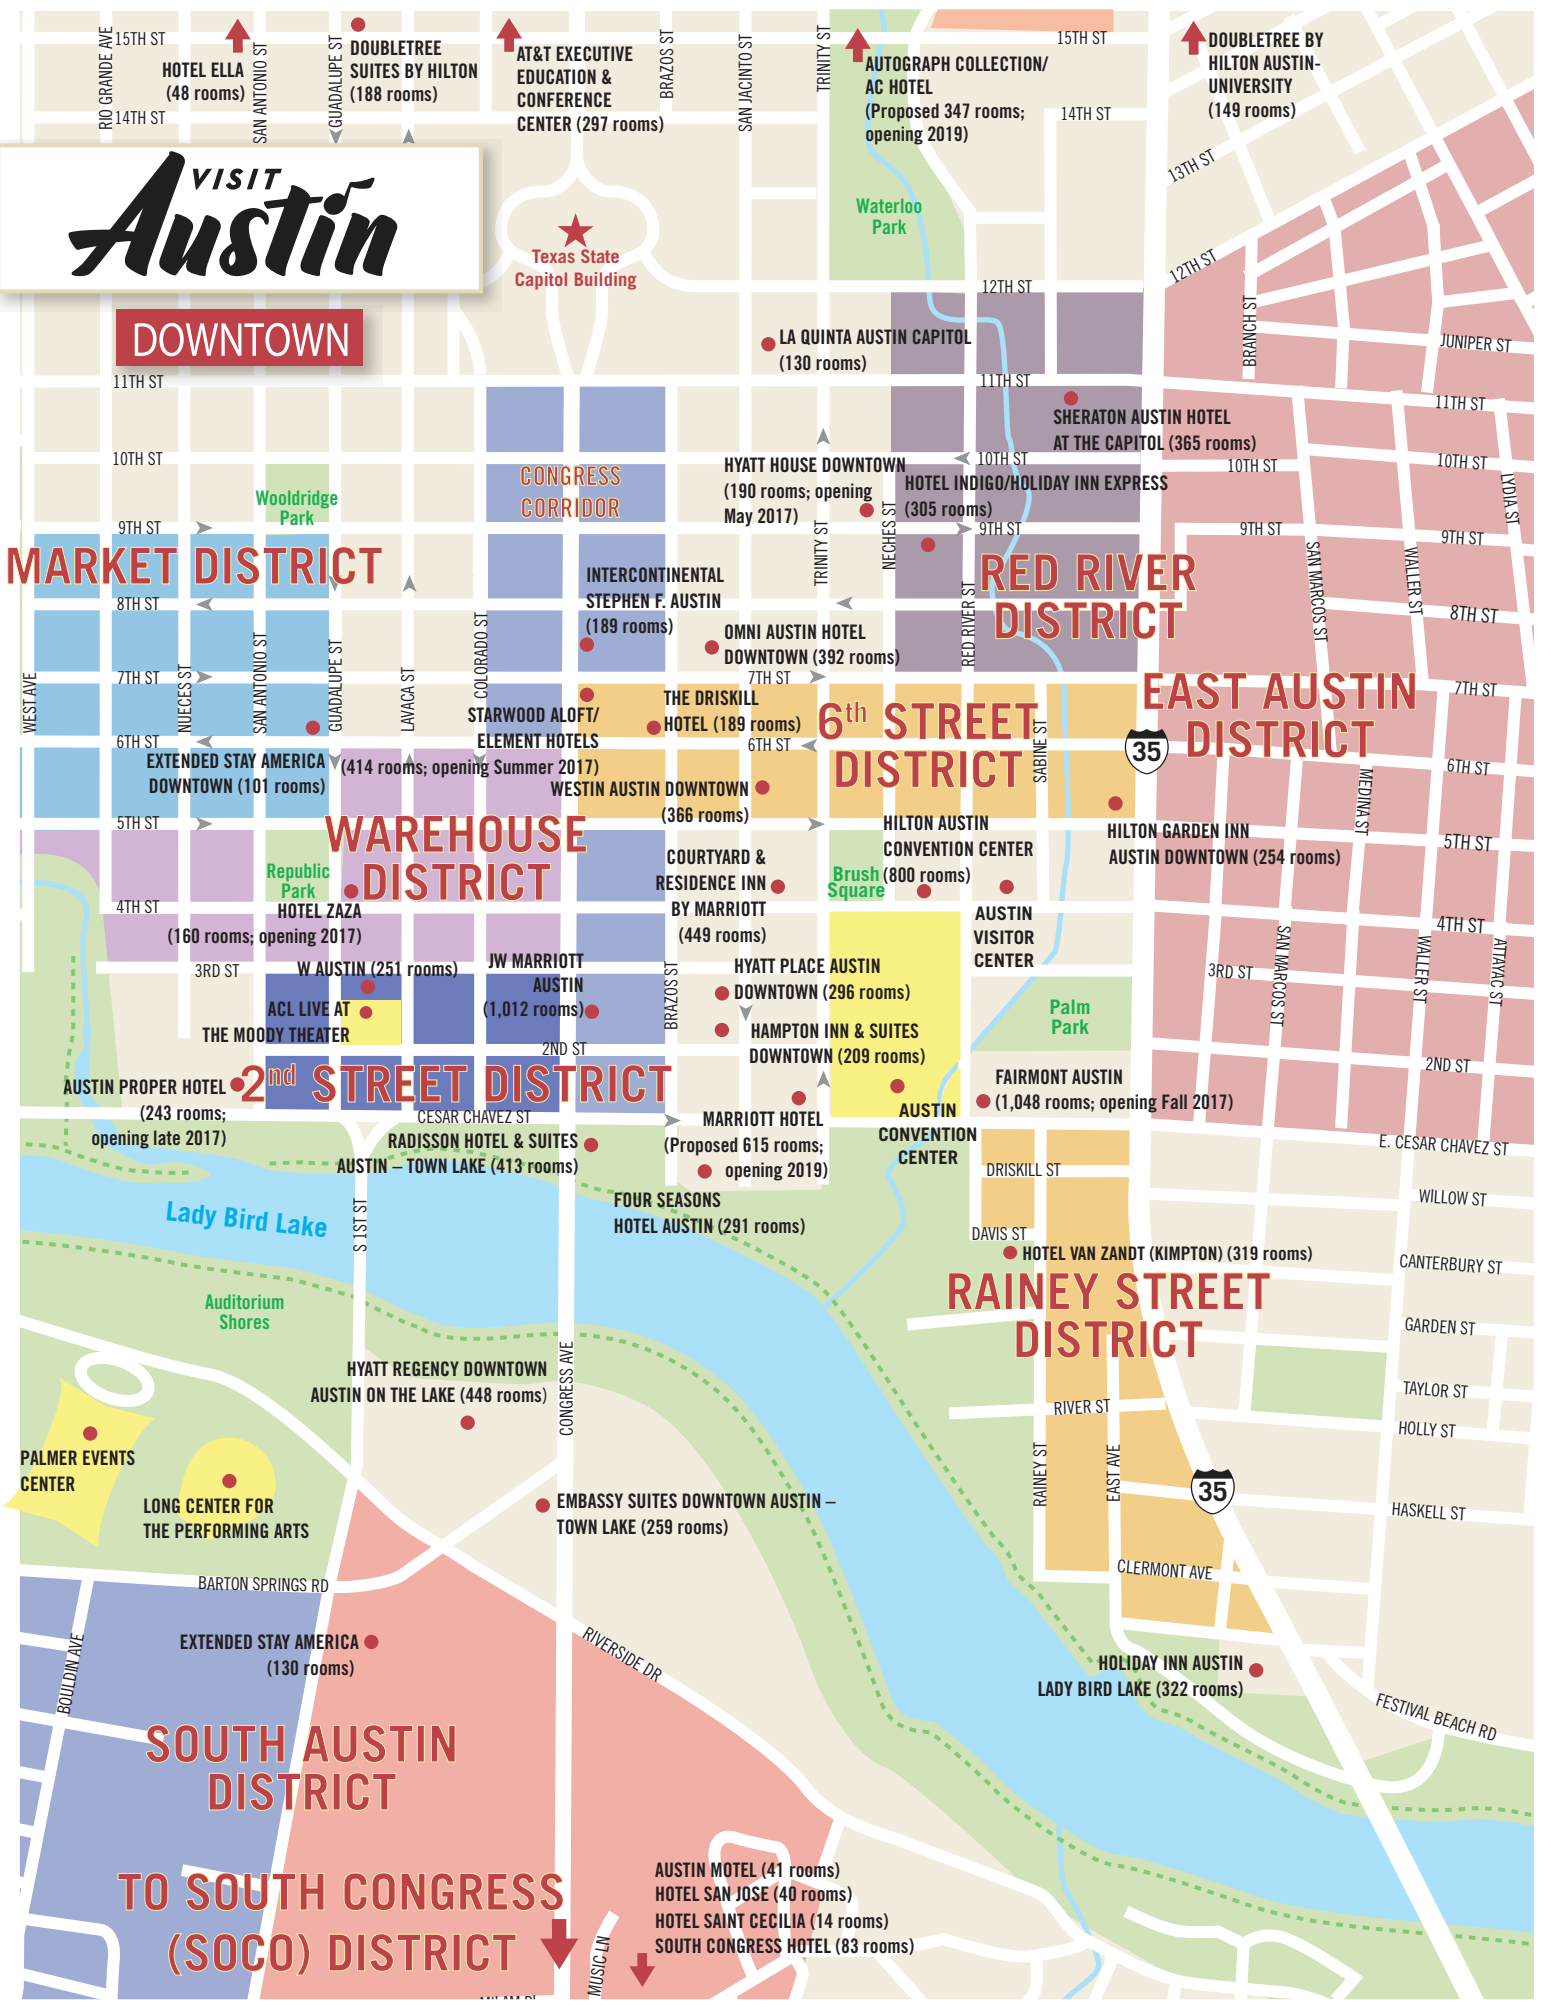 15TH ST
15TH ST
14TH ST
14TH ST
13TH ST
12TH ST
12TH ST
RIO GRANDE AVE
SAN ANTONIO ST
GUADALUPE ST
BRAZOS ST
SAN JACINTO ST
TRINITY ST
HOTEL ELLA
(48 rooms)
DOUBLETREE
SUITES BY HILTON
(188 rooms)
AT&T EXECUTIVE
EDUCATION &
CONFERENCE
CENTER (297 rooms)
AUTOGRAPH COLLECTION/
AC HOTEL
(Proposed 347 rooms;
opening 2019)
DOUBLETREE BY
HILTON AUSTIN-
UNIVERSITY
(149 rooms)
VISIT
Austin
DOWNTOWN
Texas State
Capitol Building
Waterloo
Park
LA QUINTA AUSTIN CAPITOL
(130 rooms)
BRANCH ST
JUNIPER ST
11TH ST
11TH ST
11TH ST
SHERATON AUSTIN HOTEL
AT THE CAPITOL (365 rooms)
10TH ST
10TH ST
10TH ST
10TH ST
CONGRESS
CORRIDOR
HYATT HOUSE DOWNTOWN
(190 rooms; opening
May 2017)
HOTEL INDIGO/HOLIDAY INN EXPRESS
(305 rooms)
Wooldridge
Park
9TH ST
9TH ST
9TH ST
9TH ST
LYDIA ST
TRINITY ST
NECHES ST
RED RIVER ST
SAN MARCOS ST
WALLER ST
MARKET DISTRICT
RED RIVER
DISTRICT
8TH ST
8TH ST
INTERCONTINENTAL
STEPHEN F. AUSTIN
(189 rooms)
OMNI AUSTIN HOTEL
DOWNTOWN (392 rooms)
WEST AVE
NUECES ST
SAN ANTONIO ST
GUADALUPE ST
LAVACA ST
COLORADO ST
7TH ST
7TH ST
7TH ST
EAST AUSTIN
DISTRICT
STARWOOD ALOFT/
ELEMENT HOTELS
(414 rooms; opening Summer 2017)
THE DRISKILL
HOTEL (189 rooms)
6th STREET
DISTRICT
SABINE ST
35
6TH ST
6TH ST
6TH ST
EXTENDED STAY AMERICA
DOWNTOWN (101 rooms)
WESTIN AUSTIN DOWNTOWN
(366 rooms)
MEDINA ST
5TH ST
5TH ST
WAREHOUSE
DISTRICT
HILTON AUSTIN
CONVENTION CENTER
(800 rooms)
HILTON GARDEN INN
AUSTIN DOWNTOWN (254 rooms)
COURTYARD &
RESIDENCE INN
BY MARRIOTT
(449 rooms)
Republic
Park
Brush
Square
4TH ST
4TH ST
HOTEL ZAZA
(160 rooms; opening 2017)
AUSTIN
VISITOR
CENTER
3RD ST
3RD ST
W AUSTIN (251 rooms)
JW MARRIOTT
AUSTIN
(1,012 rooms)
BRAZOS ST
HYATT PLACE AUSTIN
DOWNTOWN (296 rooms)
SAN MARCOS ST
WALLER ST
ATTAYAC ST
ACL LIVE AT
THE MOODY THEATER
Palm
Park
HAMPTON INN & SUITES
DOWNTOWN (209 rooms)
2ND ST
2ND ST
2nd STREET DISTRICT
AUSTIN PROPER HOTEL
(243 rooms;
opening late 2017)
FAIRMONT AUSTIN
(1,048 rooms; opening Fall 2017)
CESAR CHAVEZ ST
RADISSON HOTEL & SUITES
AUSTIN – TOWN LAKE (413 rooms)
MARRIOTT HOTEL
(Proposed 615 rooms;
opening 2019)
AUSTIN
CONVENTION
CENTER
E. CESAR CHAVEZ ST
DRISKILL ST
WILLOW ST
FOUR SEASONS
HOTEL AUSTIN (291 rooms)
Lady Bird Lake
S 1ST ST
DAVIS ST
HOTEL VAN ZANDT (KIMPTON) (319 rooms)
CANTERBURY ST
RAINEY STREET
DISTRICT
Auditorium
Shores
GARDEN ST
HYATT REGENCY DOWNTOWN
AUSTIN ON THE LAKE (448 rooms)
CONGRESS AVE
TAYLOR ST
RIVER ST
HOLLY ST
PALMER EVENTS
CENTER
RAINEY ST
EAST AVE
35
LONG CENTER FOR
THE PERFORMING ARTS
EMBASSY SUITES DOWNTOWN AUSTIN –
TOWN LAKE (259 rooms)
HASKELL ST
CLERMONT AVE
BARTON SPRINGS RD
EXTENDED STAY AMERICA
(130 rooms)
BOULDIN AVE
RIVERSIDE DR
HOLIDAY INN AUSTIN
LADY BIRD LAKE (322 rooms)
FESTIVAL BEACH RD
SOUTH AUSTIN
DISTRICT
TO SOUTH CONGRESS
(SOCO) DISTRICT
AUSTIN MOTEL (41 rooms)
HOTEL SAN JOSE (40 rooms)
HOTEL SAINT CECILIA (14 rooms)
SOUTH CONGRESS HOTEL (83 rooms)
MUSIC LN